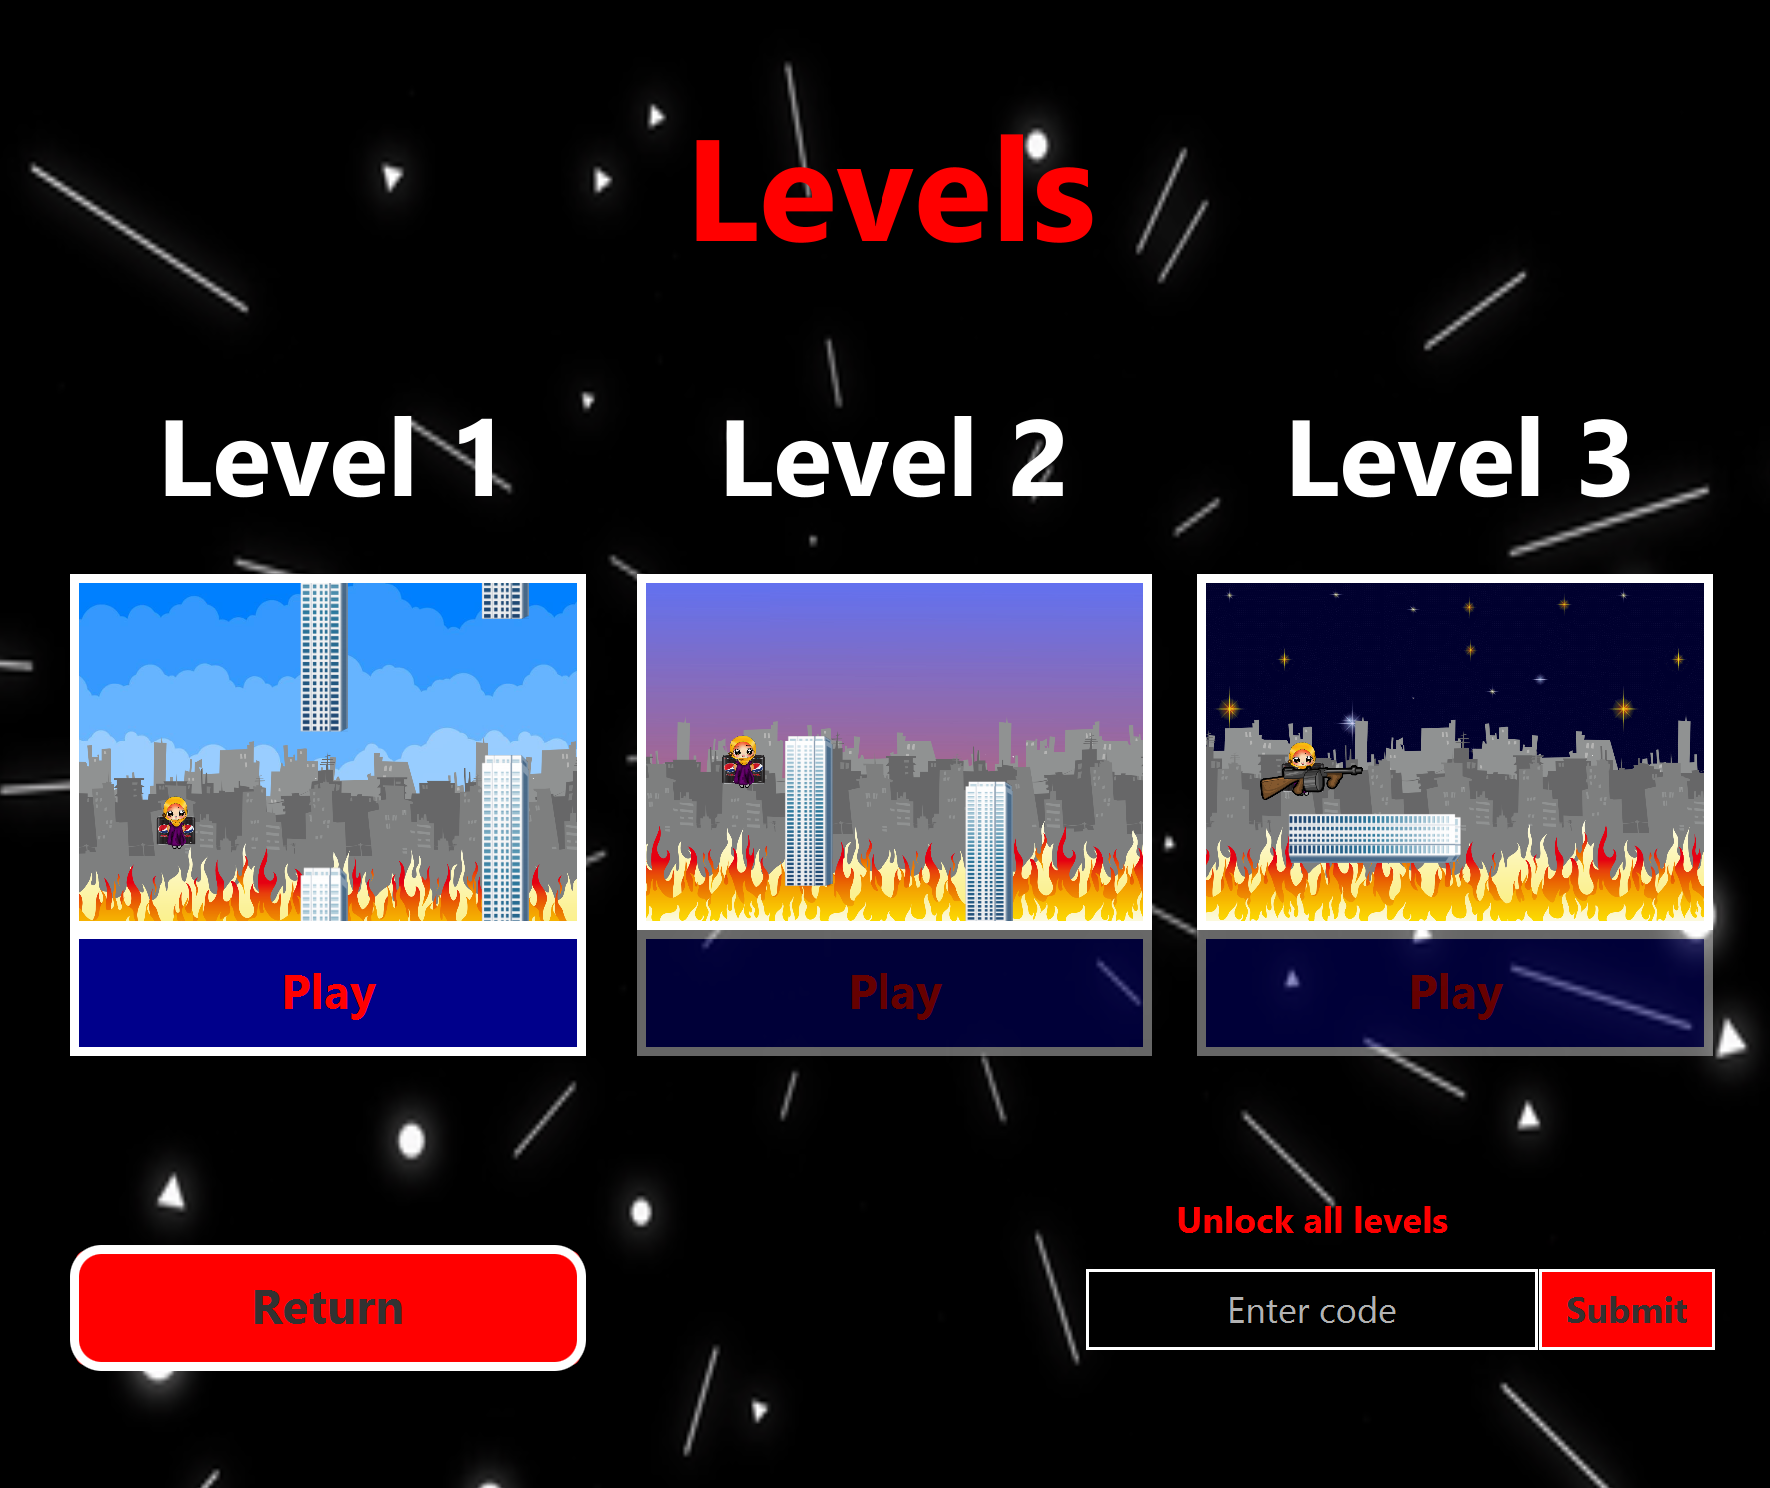 Levels
Level 1
Level 2
Level 3
Play
Play
Play
Unlock all levels
Return
Enter code
Submit